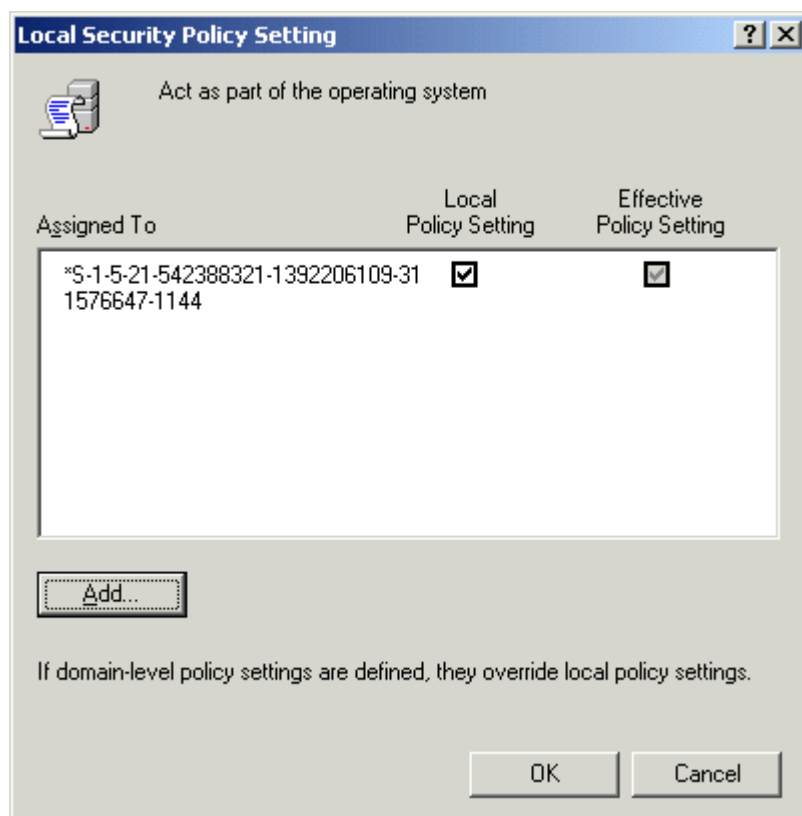 Local Security Policy Setting
Act as part of the operating system
Assigned To
Local
Policy Setting
Effective
Policy Setting
*S-1-5-21-542388321-1392206109-31
1576647-1144
Add...
If domain-level policy settings are defined, they override local policy settings.
OK
Cancel